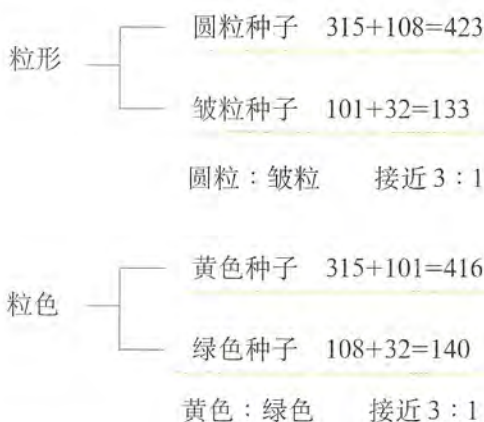 圆粒种子 315+108=423
粒形
皱粒种子 101+32=133
圆粒：皱粒 接近 3：1
黄色种子 315+101=416
粒色
绿色种子 108+32=140
黄色：绿色 接近 3：1